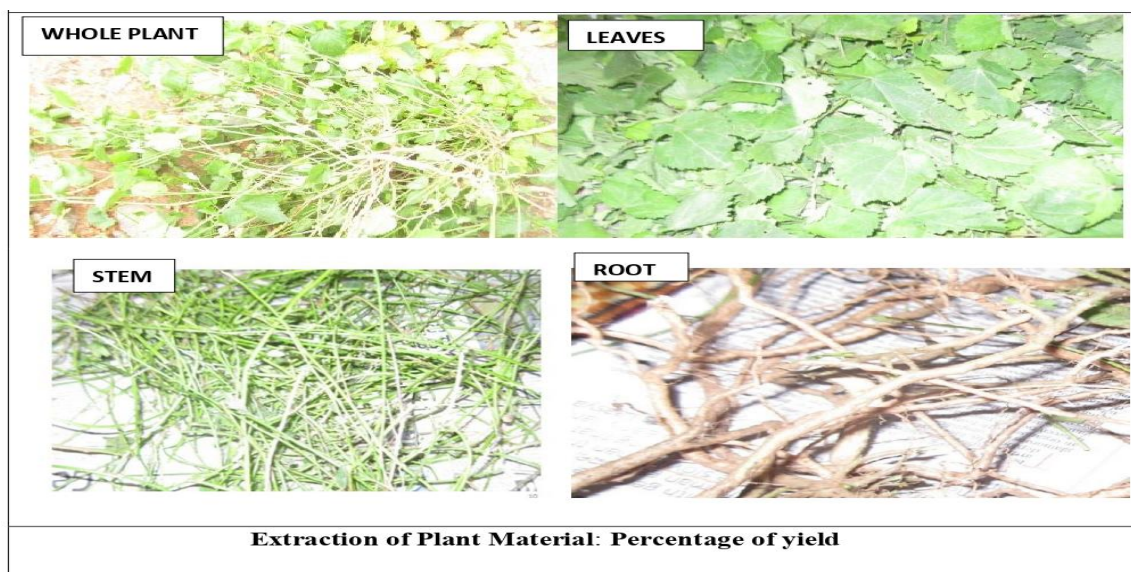 WHOLE PLANT
LEAVES
STEM
ROOT
Extraction of Plant Material: Percentage of yield